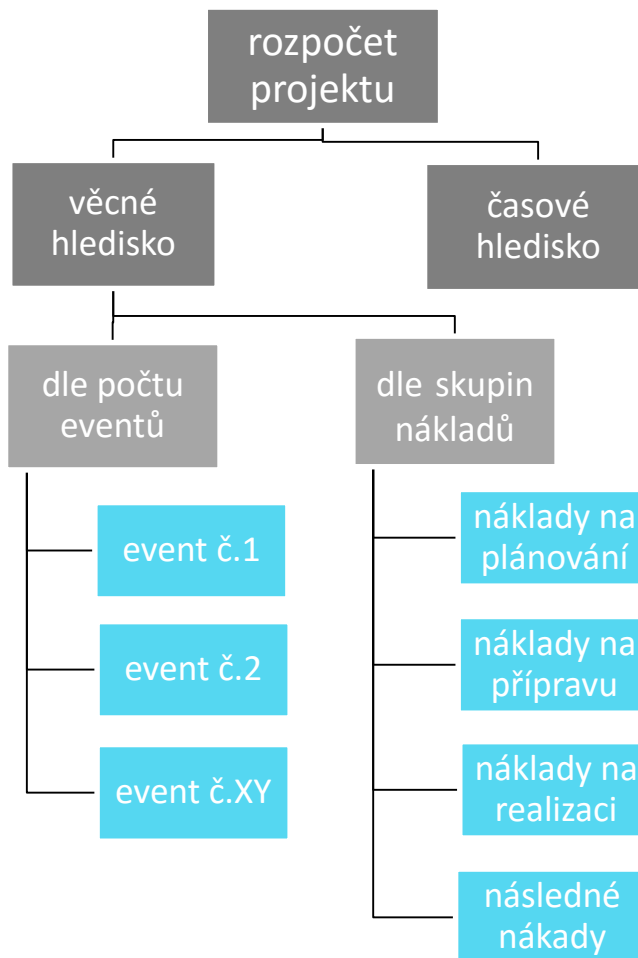 rozpočet
projektu
věcné
hledisko
časové
hledisko
dle počtu
eventů
dle skupin
nákladů
event č.1
event č.2
event č.XY
náklady na
plánování
náklady na
přípravu
náklady na
realizaci
následné
nákady